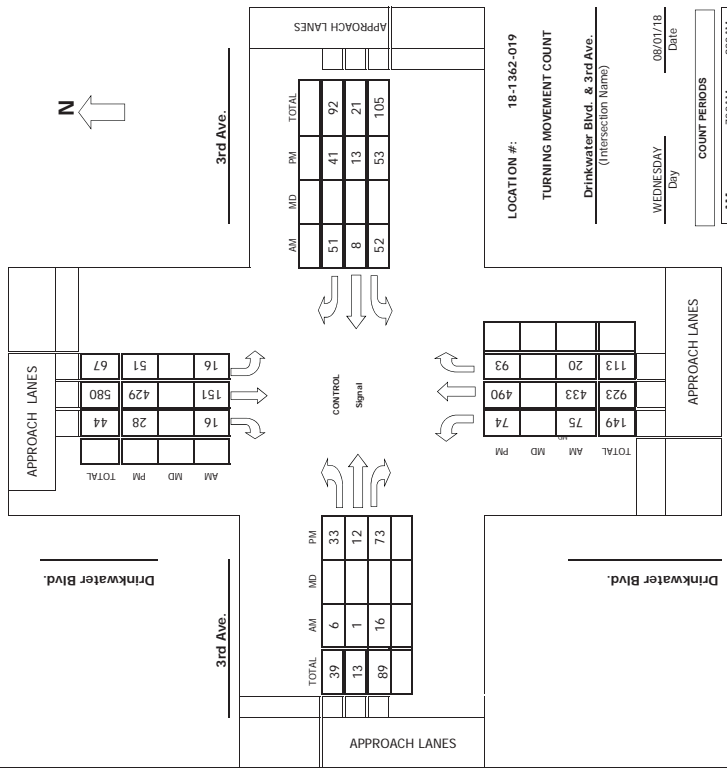 N
APPROACH LANES
3rd Ave.
AM MD PM TOTAL
51 41 92
8 13 21
52 53 105
LOCATION #: 18-1362-019
TURNING MOVEMENT COUNT
Drinkwater Blvd. & 3rd Ave.
(Intersection Name)
WEDNESDAY 08/01/18
Day Date
COUNT PERIODS
APPROACH LANES
TOTAL 44 580 67
PM 28 429 51
MD
AM 16 151 16
CONTROL
Signal
PM 74 490 93
MD
MD
AM 75 433 20
TOTAL 149 923 113
APPROACH LANES
Drinkwater Blvd.
3rd Ave.
TOTAL AM MD PM
39 6 33
13 1 12
89 16 73
APPROACH LANES
Drinkwater Blvd.